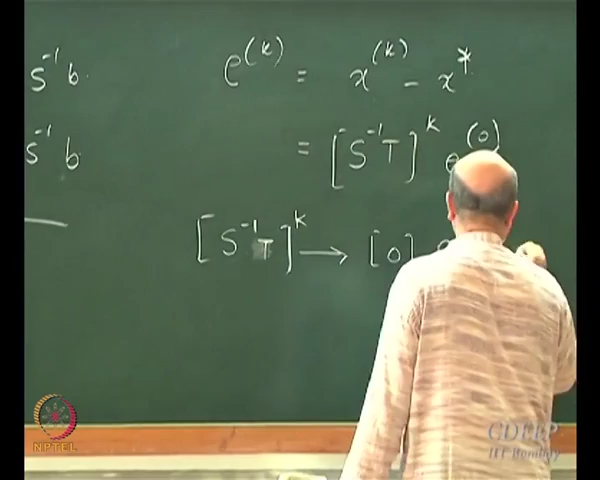 S⁻¹ b.
e^(k) = x^(k) - x*
S⁻¹ b
= [S⁻¹T]^k e^(0)
[S⁻¹T]^k → [0]
NPTEL
CDEEP
IIT Bombay